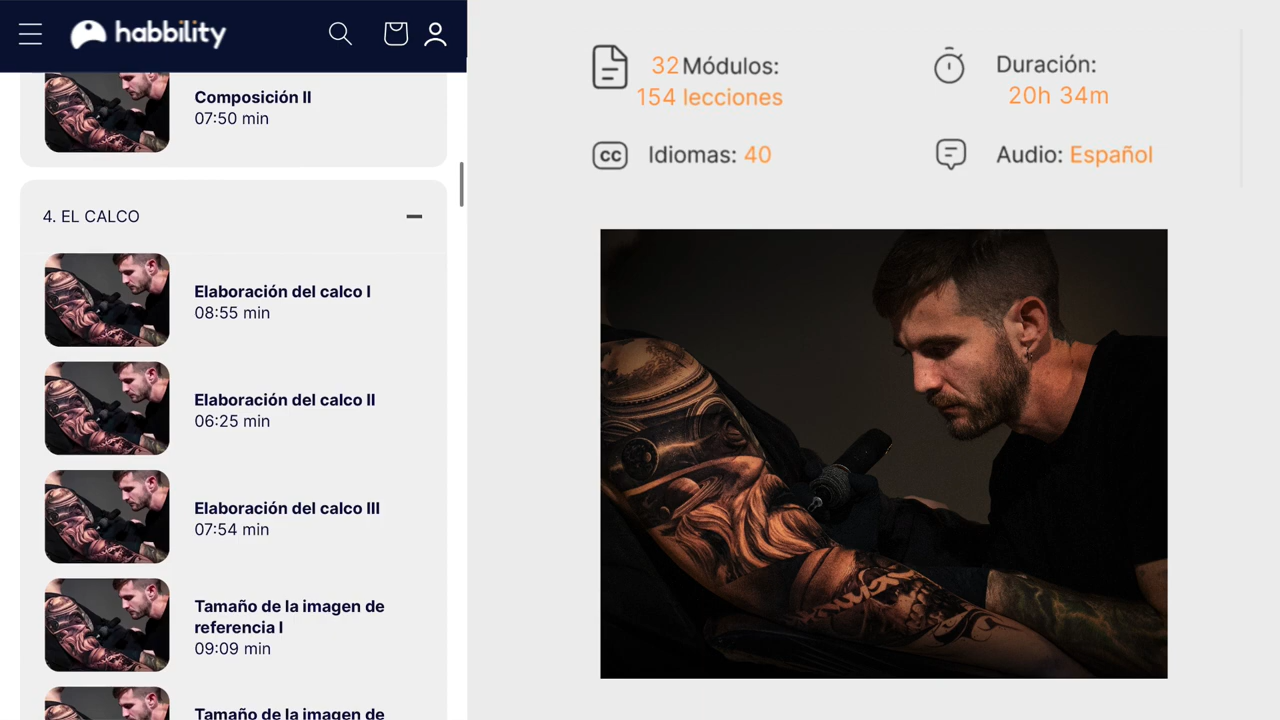 habbility
Composición II
07:50 min
4. EL CALCO
Elaboración del calco I
08:55 min
Elaboración del calco II
06:25 min
Elaboración del calco III
07:54 min
Tamaño de la imagen de
referencia I
09:09 min
Tamaño de la imagen de
32 Módulos:
154 lecciones
Duración:
20h 34m
CC
Idiomas: 40
Audio: Español